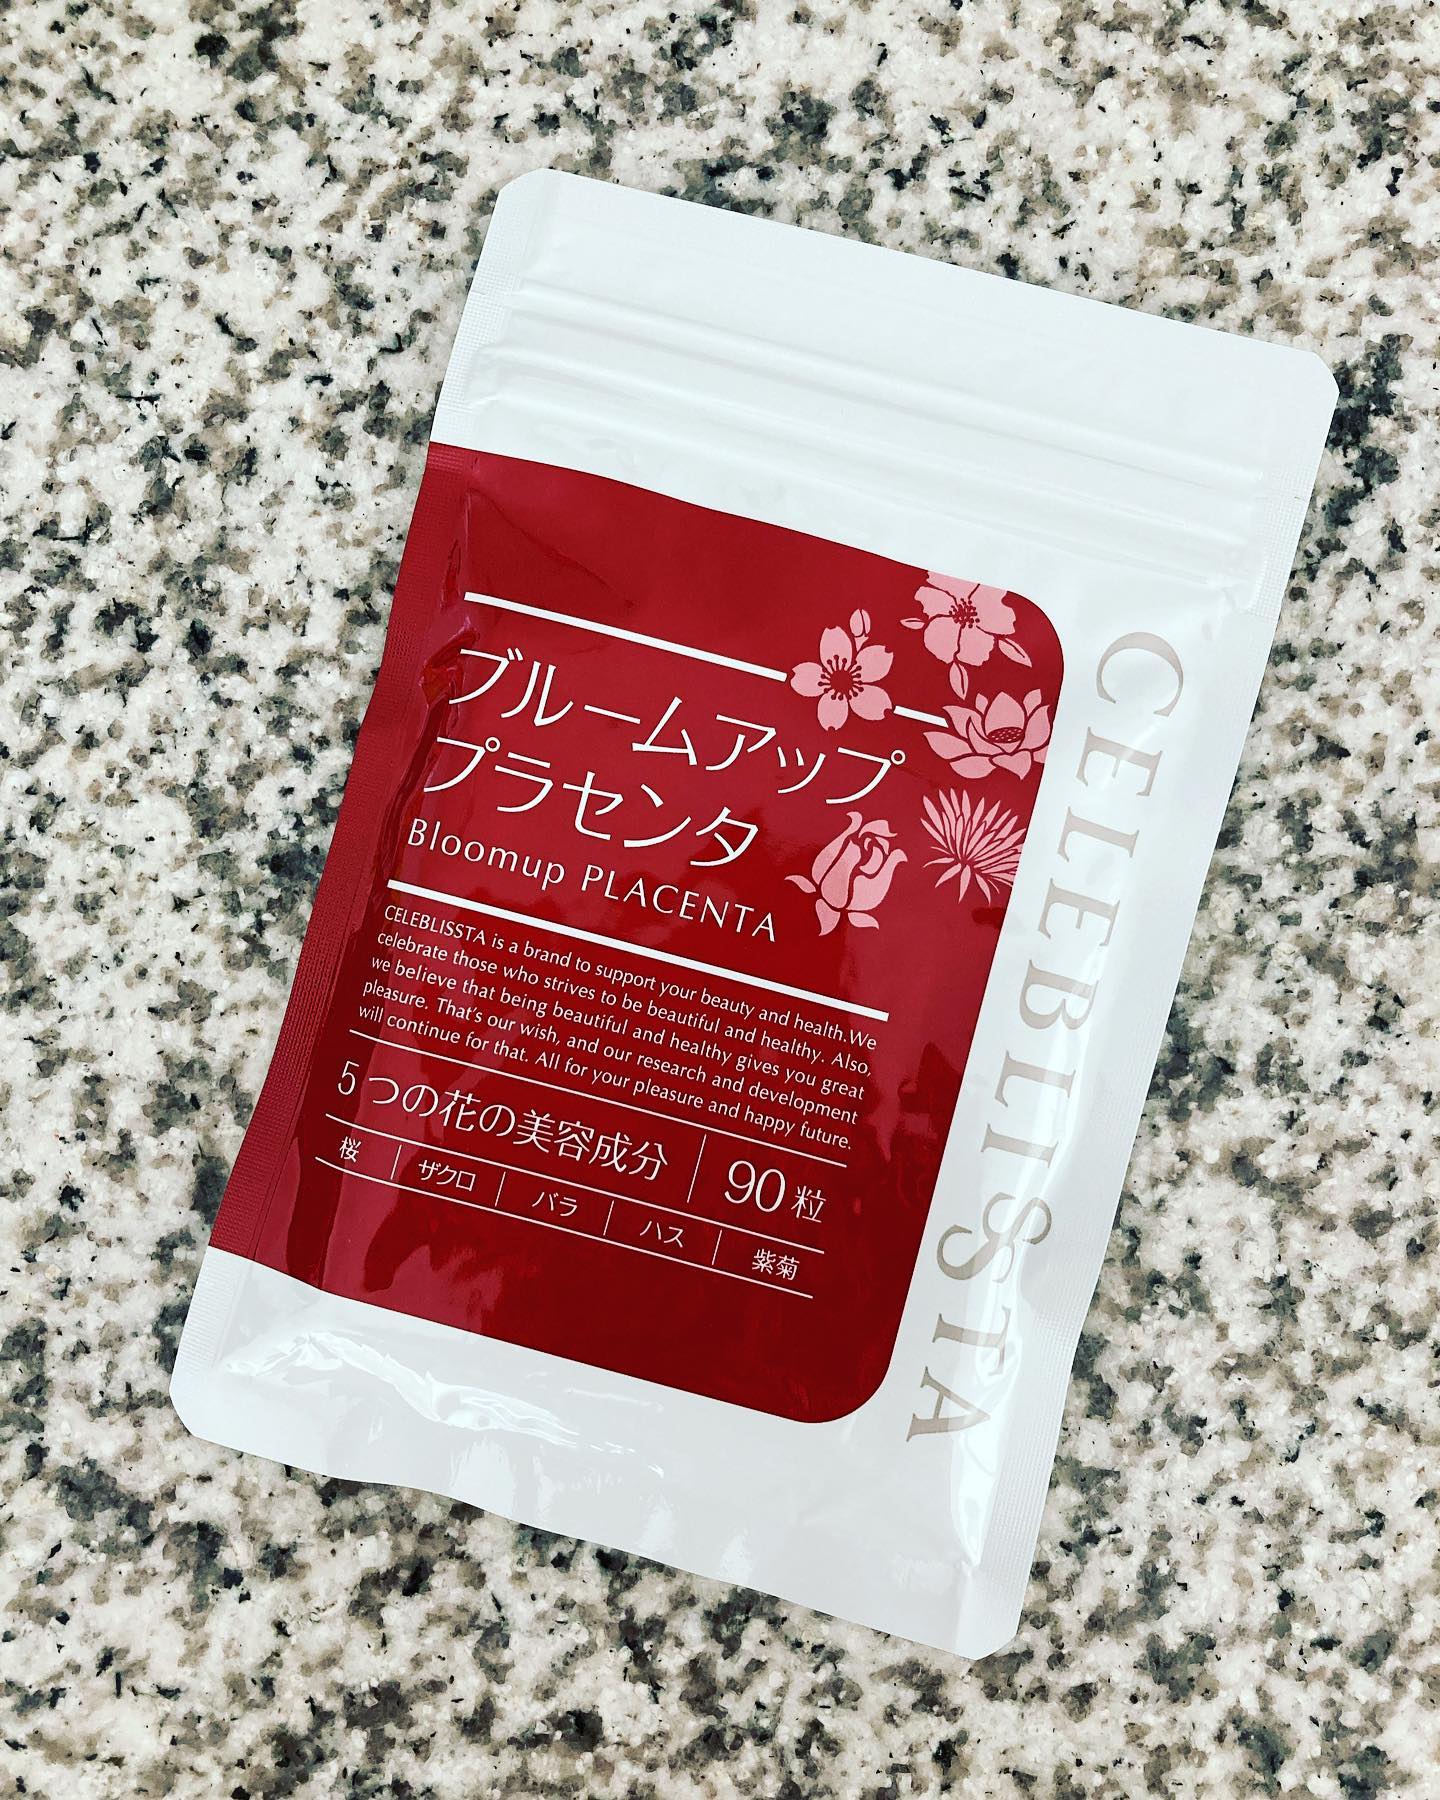 ブルームアップ
プラセンタ
Bloomup PLACENTA
CELEBLISSTA is a brand to support your beauty and health.We
celebrate those who strives to be beautiful and healthy. Also,
we believe that being beautiful and healthy gives you great
pleasure. That's our wish, and our research and development
will continue for that. All for your pleasure and happy future.
5つの花の美容成分 90粒
桜 ザクロ バラ ハス 紫菊
CELEBLISSTA